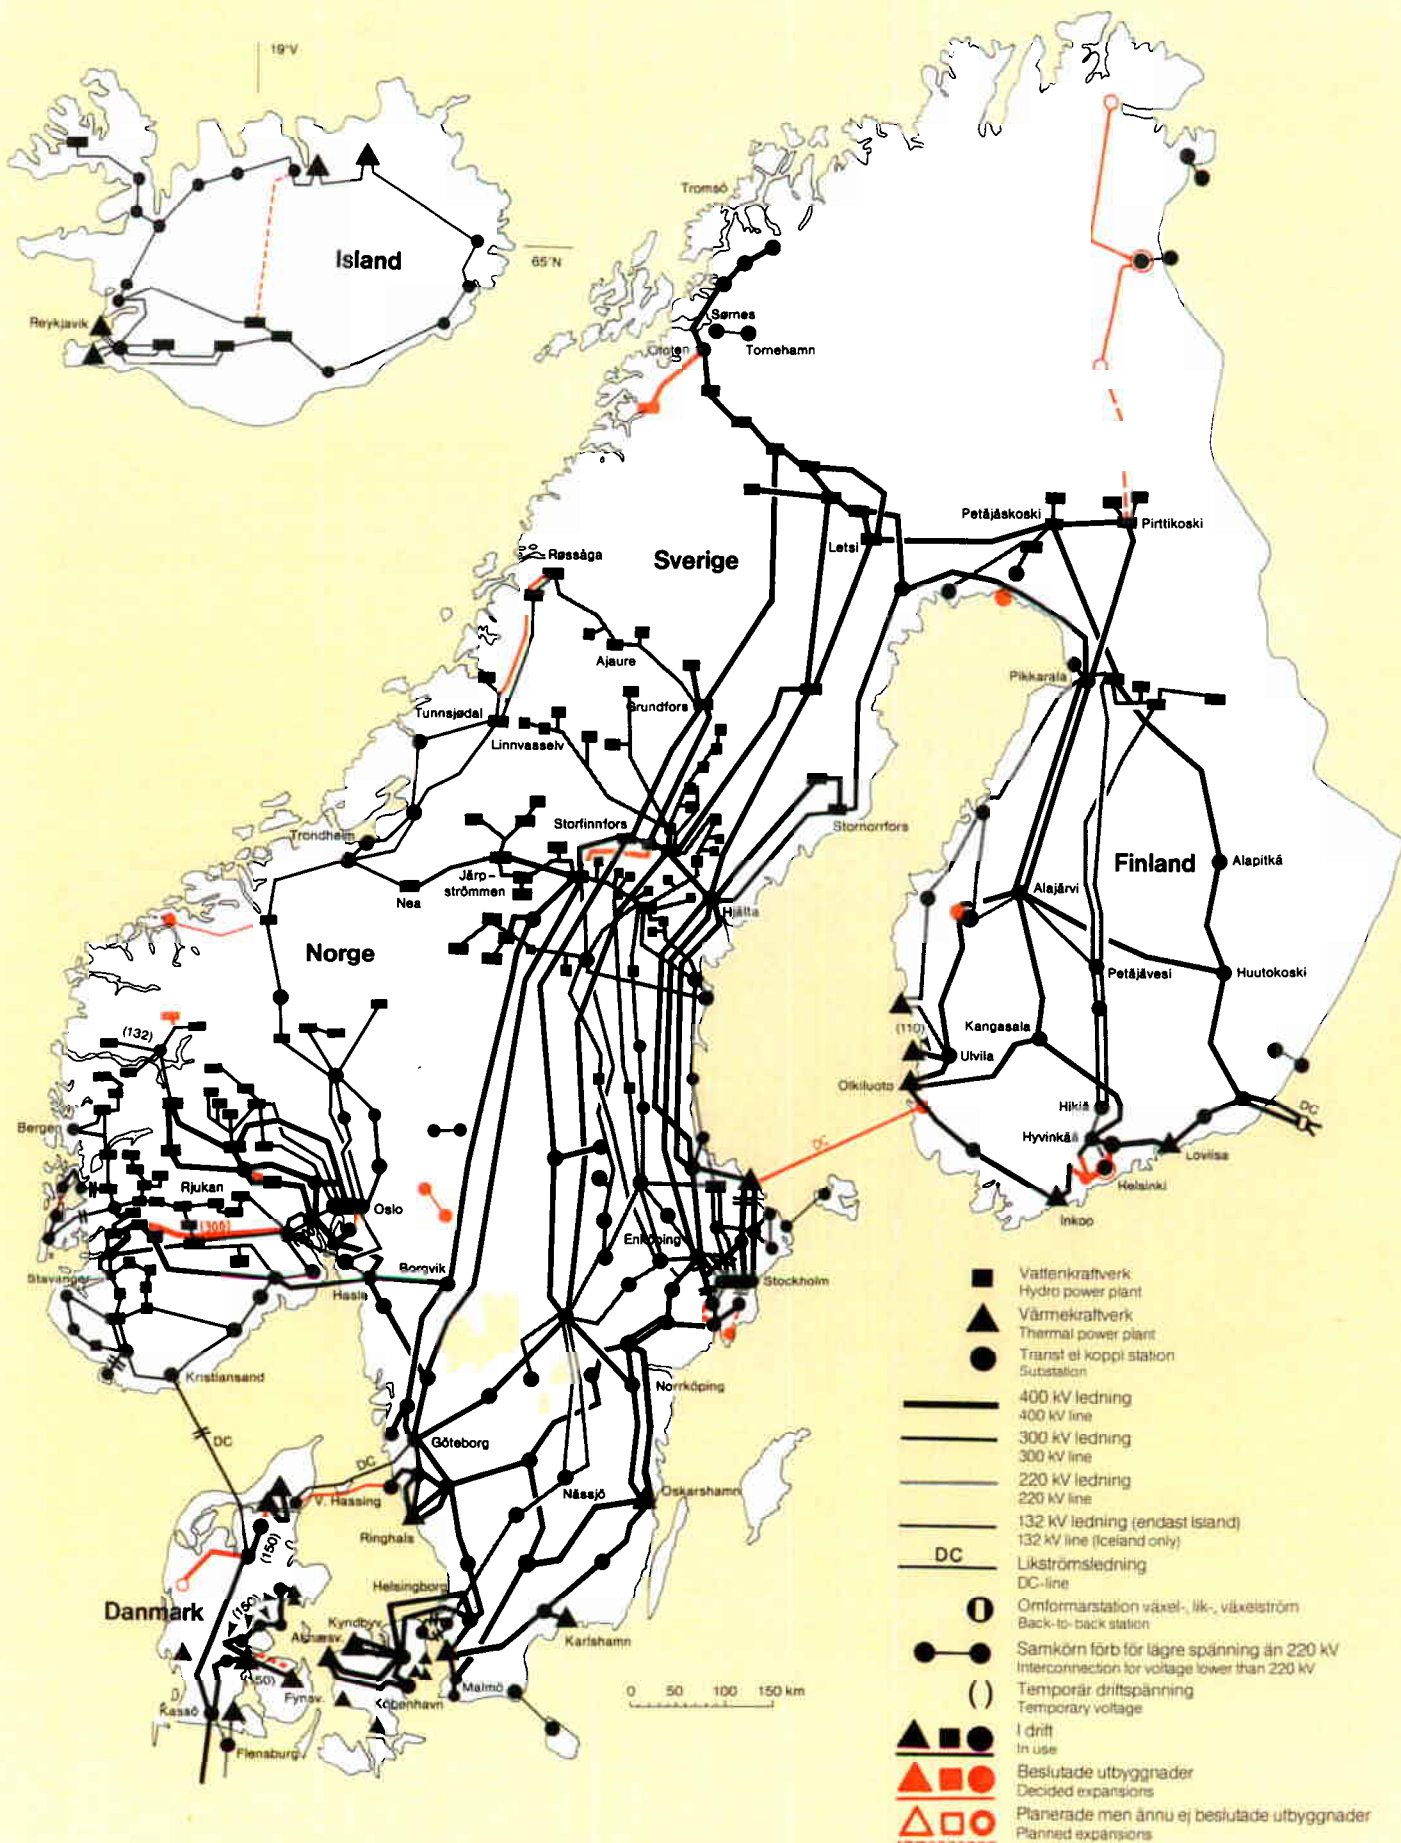 19°V
Island
65°N
Reykjavik
Tromsö
Sørnes
Ofoten
Tornehamn
Petäjäskoski
Pirttikoski
Letsi
Sverige
Røssåga
Ajaure
Pikkarala
Tunnsjødal
Grundfors
Linnvasselv
Storfinnfors
Stornorrfors
Trondheim
Finland
Alapitkä
Järp-
strömmen
Alajärvi
Nea
Hjälta
Norge
Petäjävesi
Huutokoski
(132)
Kangasala
(110)
Ulvila
Olkiluoto
DC
Hikiä
Bergen
Hyvinkää
DC
Loviisa
Rjukan
Helsinki
Oslo
Inkoo
(300)
Enköping
Stavanger
Borgvik
Stockholm
Hasle
Kristiansand
Norrköping
DC
Göteborg
DC
V. Hassing
Nässjö
Oskarshamn
Ringhals
(150)
Helsingborg
Danmark
(150)
Kyndbyv.
Asnæsv.
Karlshamn
(150)
Fynsv.
Köbenhavn
Malmö
Kassö
Flensburg
0 50 100 150 km
Vattenkraftverk
Hydro power plant
Värmekraftverk
Thermal power plant
Transf el koppl station
Substation
400 kV ledning
400 kV line
300 kV ledning
300 kV line
220 kV ledning
220 kV line
132 kV ledning (endast Island)
132 kV line (Iceland only)
DC
Likströmsledning
DC-line
Omformarstation växel-, lik-, växelström
Back-to-back station
Samkörn förb för lägre spänning än 220 kV
Interconnection for voltage lower than 220 kV
( )
Temporär driftspänning
Temporary voltage
I drift
In use
Beslutade utbyggnader
Decided expansions
Planerade men ännu ej beslutade utbyggnader
Planned expansions